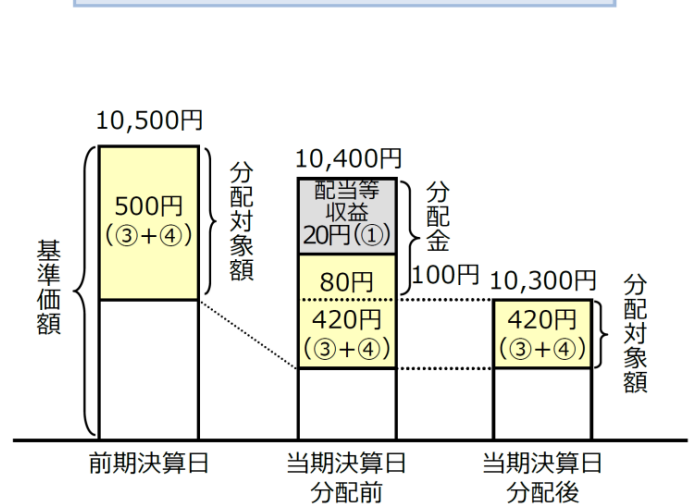 10,500円
500円
(③+④)
分配対象額
基準価額
10,400円
配当等
収益
20円(①)
分配金
80円
100円
420円
(③+④)
10,300円
420円
(③+④)
分配対象額
前期決算日
当期決算日
分配前
当期決算日
分配後